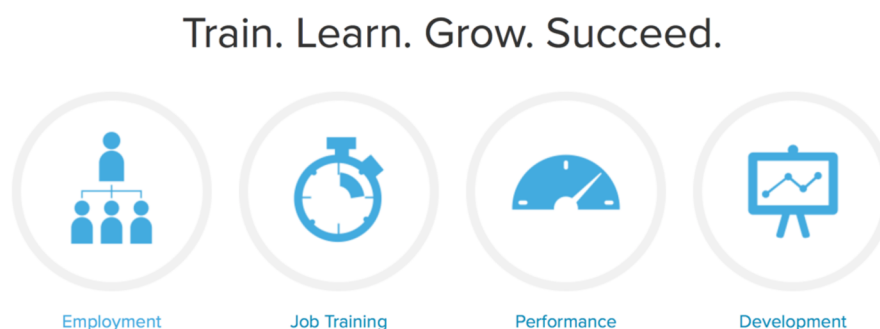 Train. Learn. Grow. Succeed.
Employment
Job Training
Performance
Development